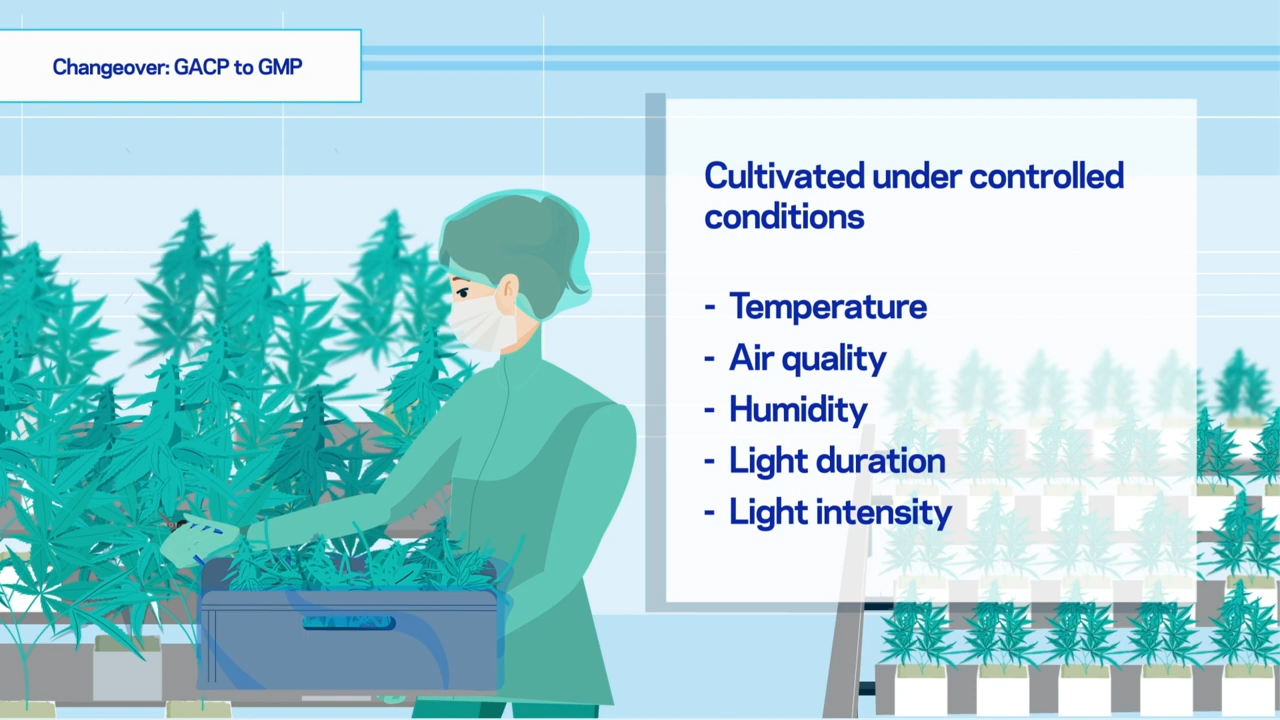 Changeover: GACP to GMP
Cultivated under controlled
conditions
- Temperature
- Air quality
- Humidity
- Light duration
- Light intensity